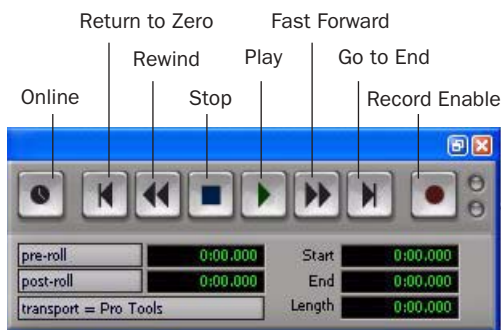 Return to Zero Fast Forward
Rewind Play Go to End
Online Stop Record Enable
pre-roll 0:00.000 Start 0:00.000
post-roll 0:00.000 End 0:00.000
transport = Pro Tools Length 0:00.000